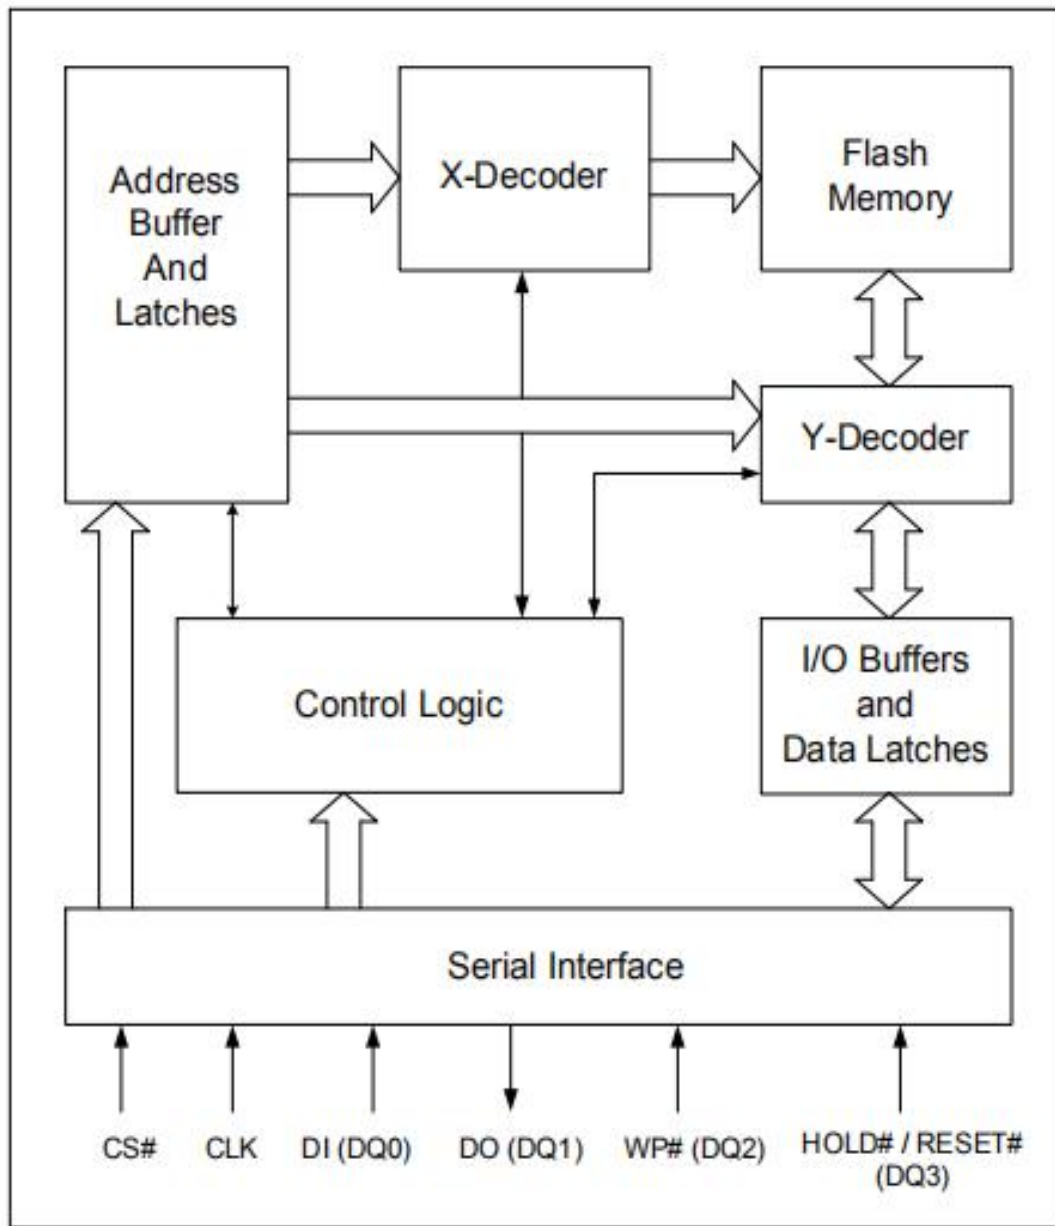 Address
Buffer
And
Latches
X-Decoder
Flash
Memory
Y-Decoder
Control Logic
I/O Buffers
and
Data Latches
Serial Interface
CS#
CLK
DI (DQ0)
DO (DQ1)
WP# (DQ2)
HOLD# / RESET#
(DQ3)